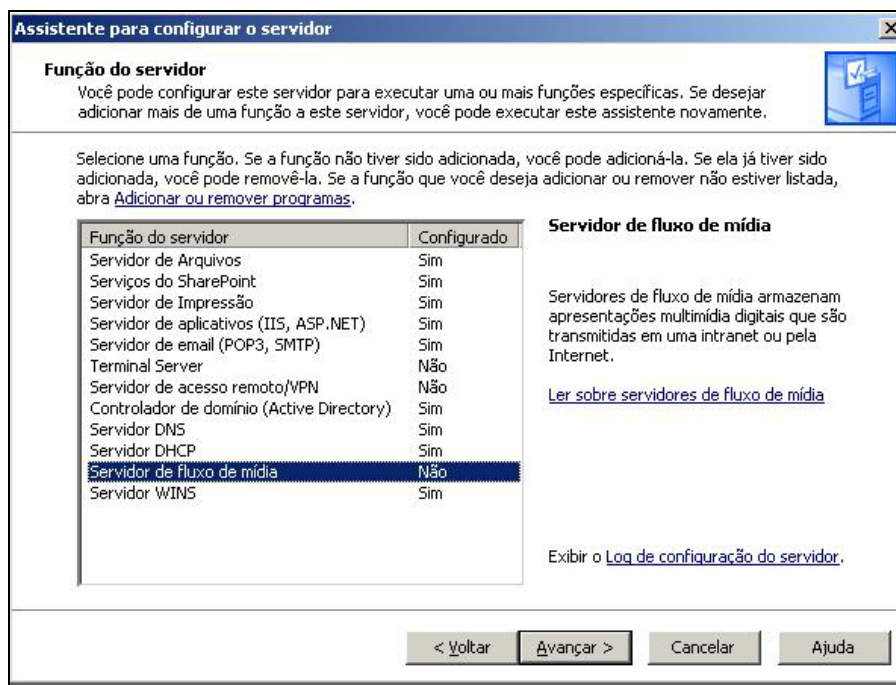 Assistente para configurar o servidor
Função do servidor
Você pode configurar este servidor para executar uma ou mais funções específicas. Se desejar
adicionar mais de uma função a este servidor, você pode executar este assistente novamente.
Selecione uma função. Se a função não tiver sido adicionada, você pode adicioná-la. Se ela já tiver sido
adicionada, você pode removê-la. Se a função que você deseja adicionar ou remover não estiver listada,
abra Adicionar ou remover programas.
Função do servidor Configurado
Servidor de Arquivos Sim
Serviços do SharePoint Sim
Servidor de Impressão Sim
Servidor de aplicativos (IIS, ASP.NET) Sim
Servidor de email (POP3, SMTP) Sim
Terminal Server Não
Servidor de acesso remoto/VPN Não
Controlador de domínio (Active Directory) Sim
Servidor DNS Sim
Servidor DHCP Sim
Servidor de fluxo de mídia Não
Servidor WINS Sim
Servidor de fluxo de mídia
Servidores de fluxo de mídia armazenam
apresentações multimídia digitais que são
transmitidas em uma intranet ou pela
Internet.
Ler sobre servidores de fluxo de mídia
Exibir o Log de configuração do servidor.
< Voltar Avançar > Cancelar Ajuda